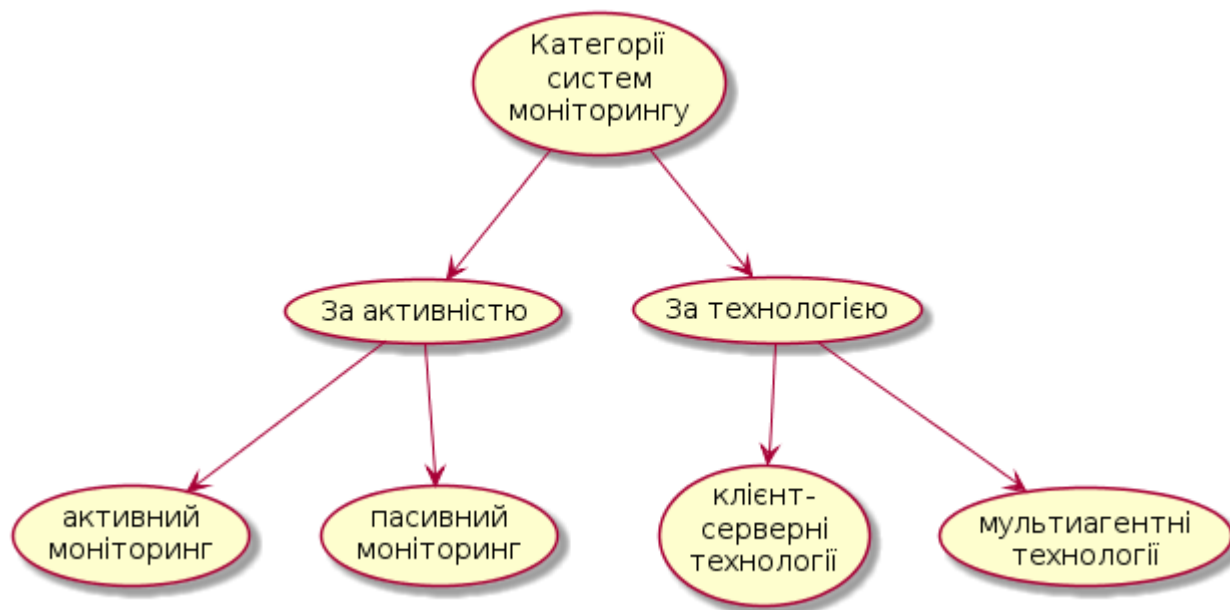 Категорії
систем
моніторингу
За активністю
За технологією
активний
моніторинг
пасивний
моніторинг
клієнт-
серверні
технології
мультиагентні
технології